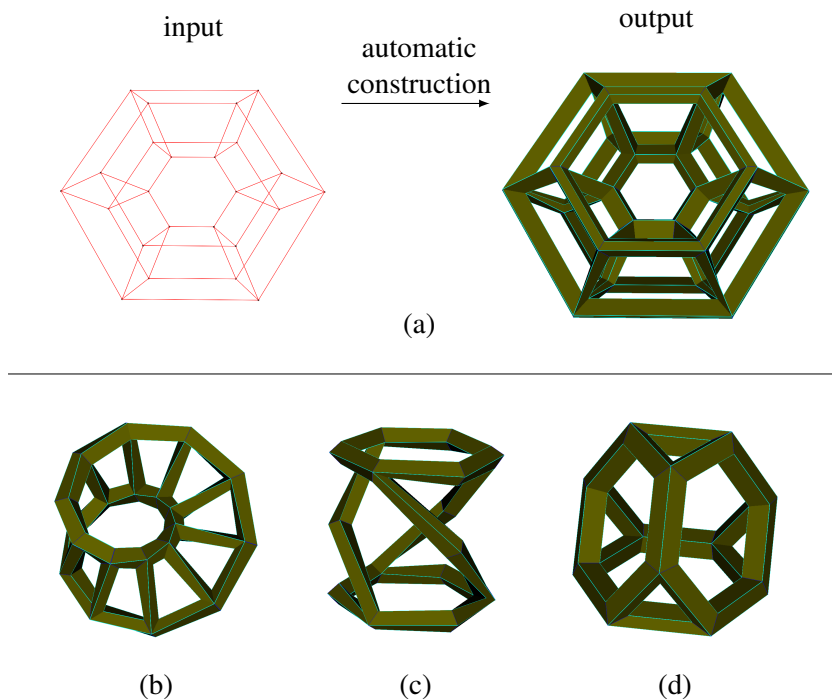 input
automatic
construction
output
(a)
(b)
(c)
(d)